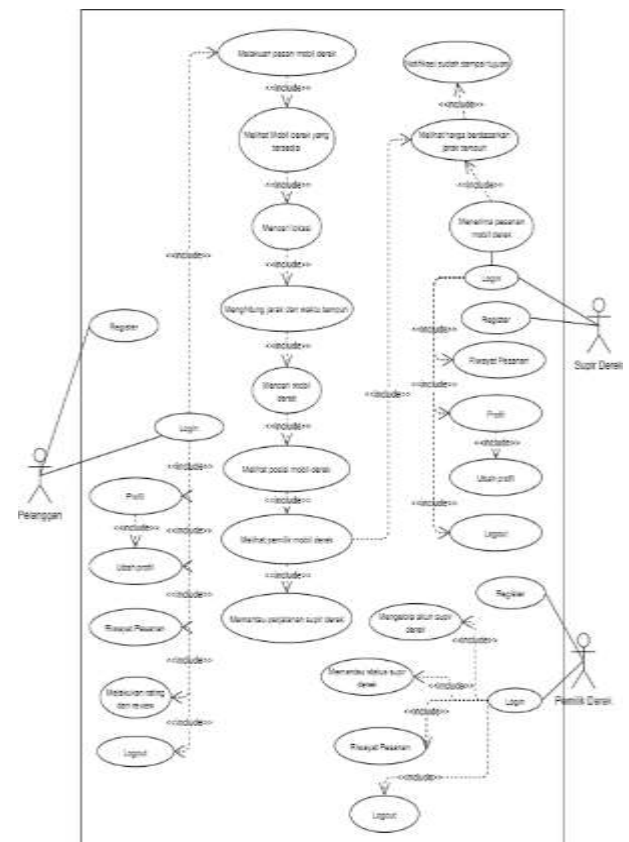 Melakuan pesan mobil derek
<<include>>
Melihat Mobil derek yang
tersedia
<<include>>
Mencari lokasi
<<include>>
Menghitung jarak dan waktu tempuh
<<include>>
Mencari mobil
derek
<<include>>
Melihat posisi mobil derek
<<include>>
Melihat pemilik mobil derek
<<include>>
Memantau perjalanan supir derek
<<include>>
Register
Login
Pelanggan
Profil
<<include>>
<<include>>
Ubah profil
<<include>>
Riwayat Pesanan
<<include>>
Melakukan rating
dan review
<<include>>
Logout
Notifikasi sudah sampai tujuan
<<include>>
Melihat harga berdasarkan
jarak tempuh
<<include>>
<<include>>
Menerima pesanan
mobil derek
Login
Register
Supir Derek
<<include>>
Riwayat Pesanan
<<include>>
Profil
<<include>>
<<include>>
Ubah profil
Logout
Register
Mengelola akun supir
derek
<<include>>
Memantau status supir
derek
<<include>>
Login
Pemilik Derek
<<include>>
Riwayat Pesanan
<<include>>
Logout